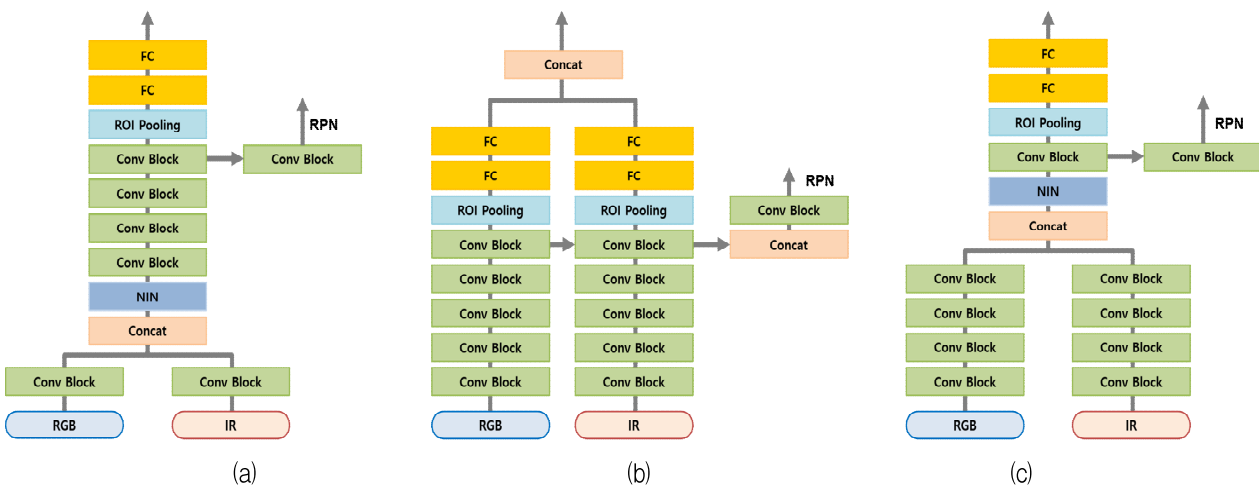 FC
FC
ROI Pooling
RPN
Conv Block
Conv Block
Conv Block
Conv Block
Conv Block
NIN
Concat
Conv Block
Conv Block
RGB
IR
(a)
Concat
FC
FC
FC
FC
ROI Pooling
ROI Pooling
RPN
Conv Block
Conv Block
Conv Block
Concat
Conv Block
Conv Block
Conv Block
Conv Block
Conv Block
Conv Block
Conv Block
Conv Block
RGB
IR
(b)
FC
FC
ROI Pooling
RPN
Conv Block
Conv Block
NIN
Concat
Conv Block
Conv Block
Conv Block
Conv Block
Conv Block
Conv Block
Conv Block
Conv Block
RGB
IR
(c)